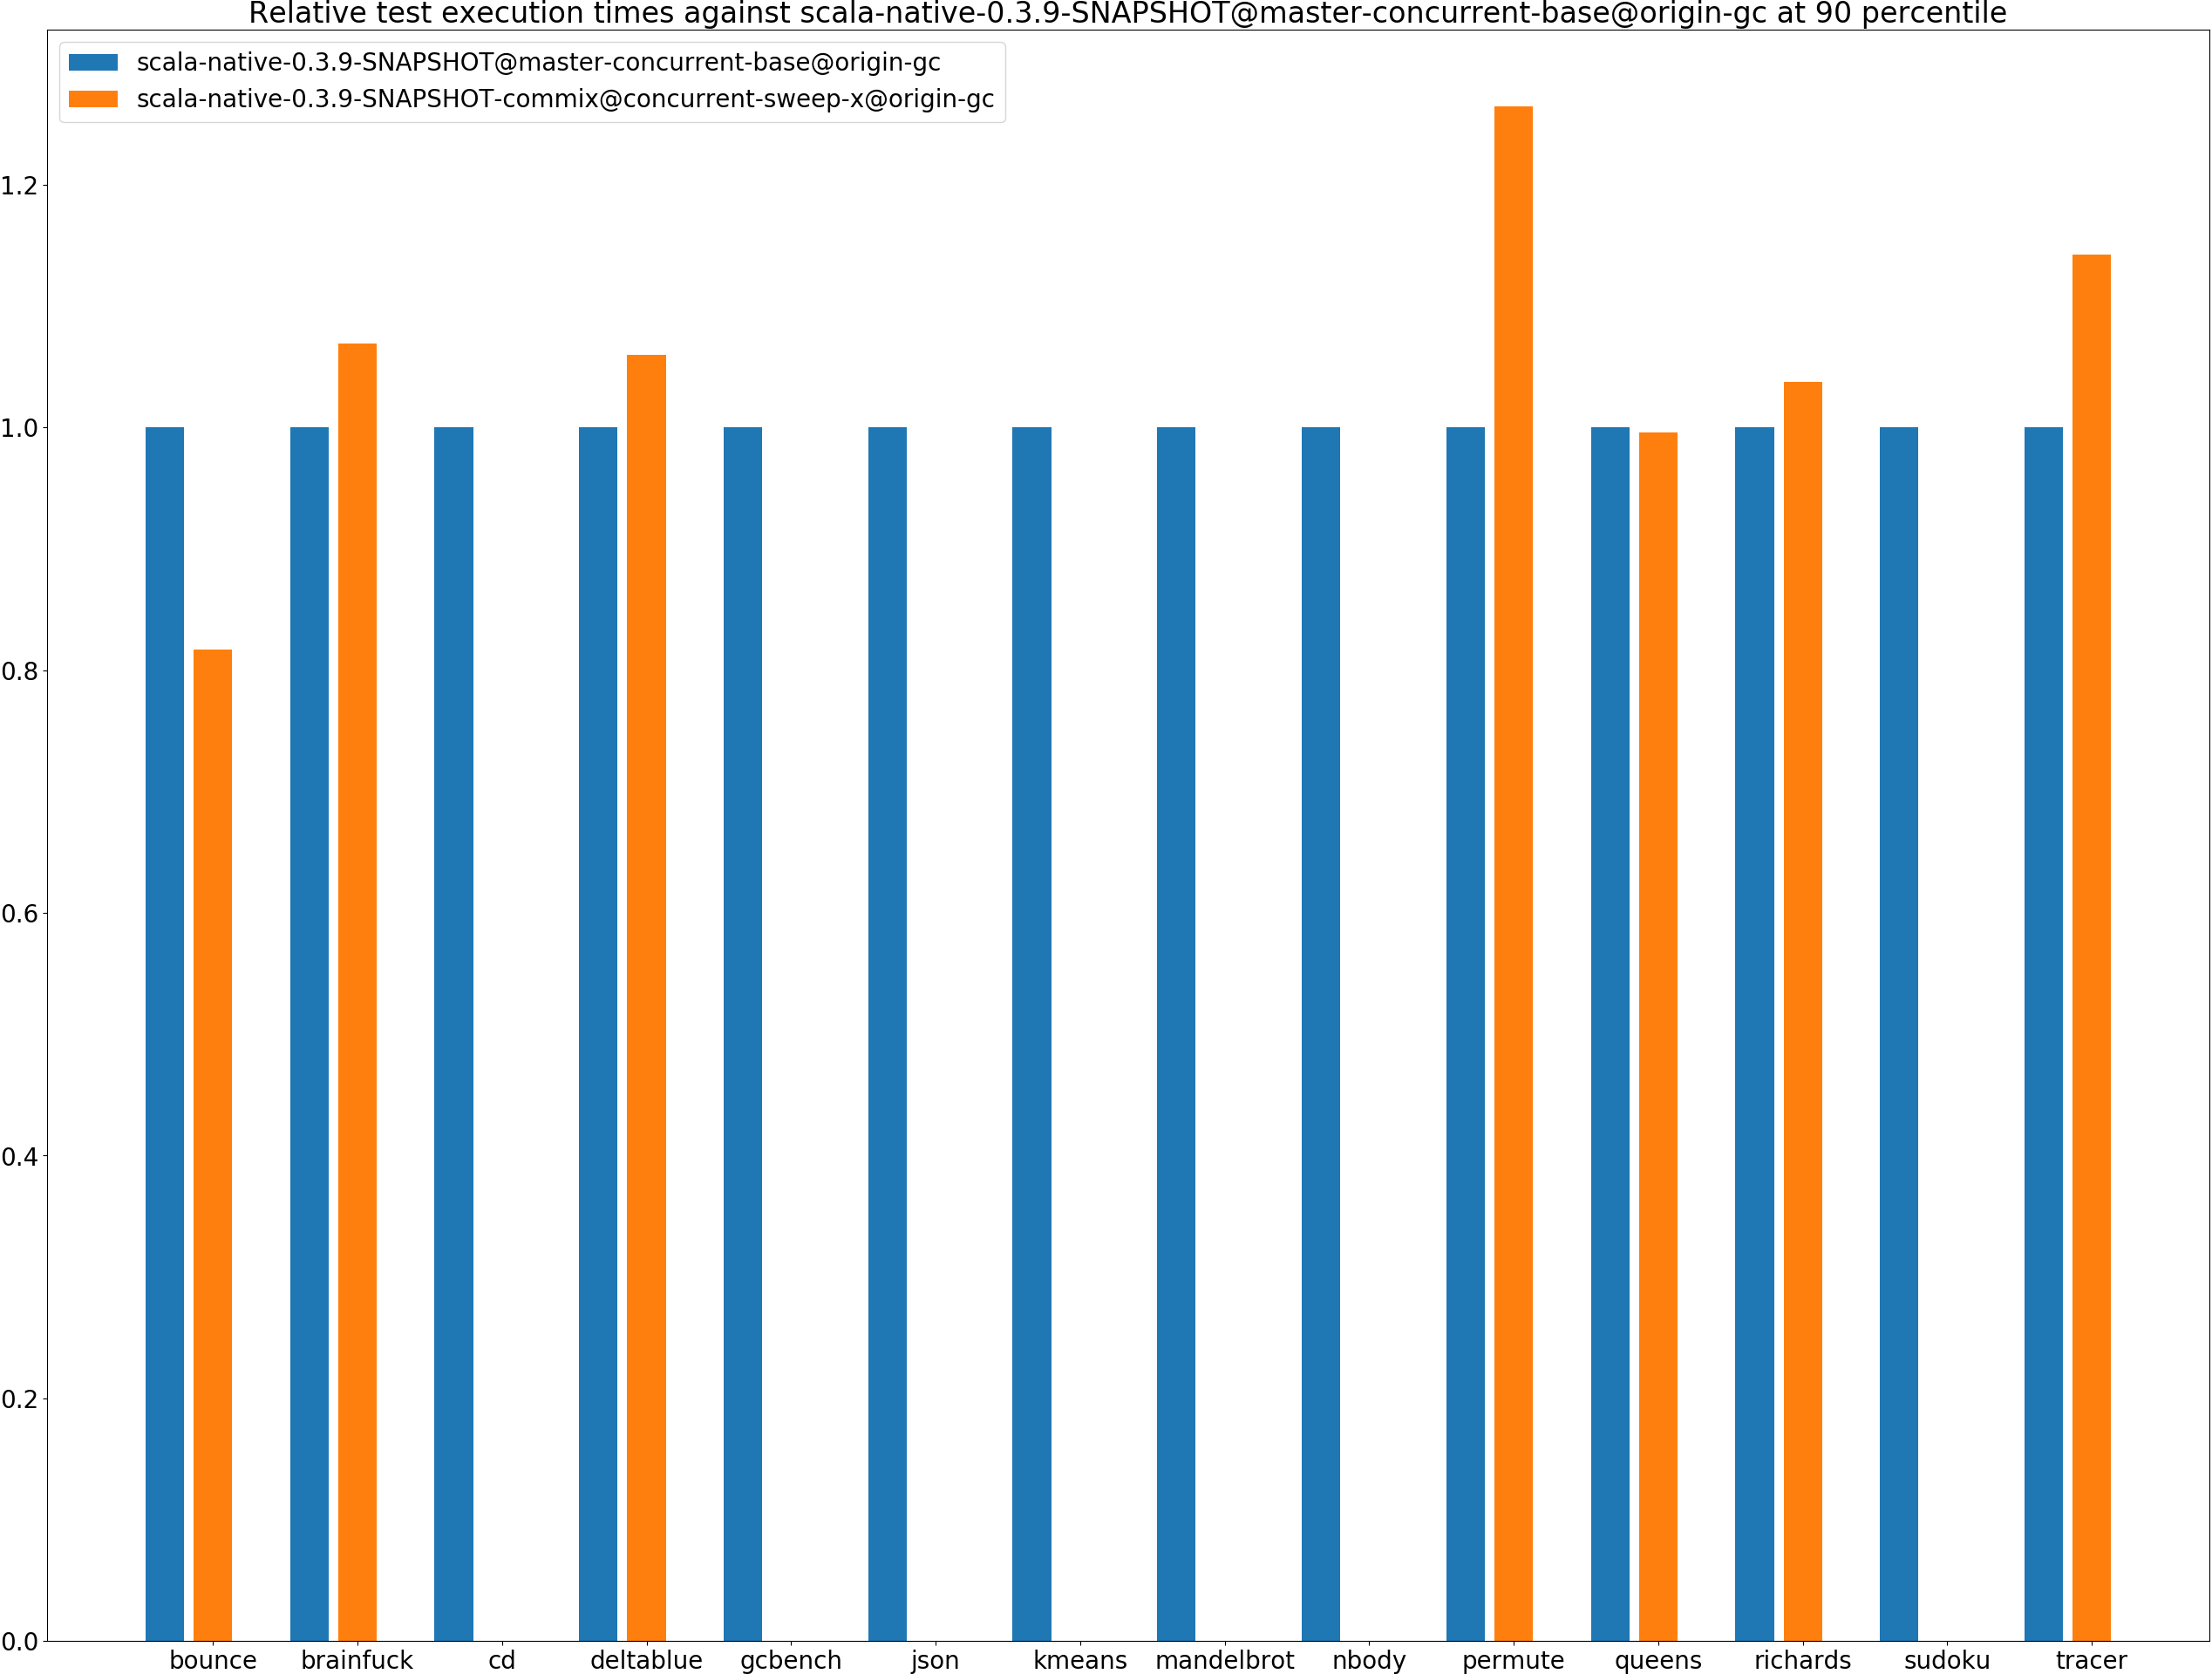 Relative test execution times against scala-native-0.3.9-SNAPSHOT@master-concurrent-base@origin-gc at 90 percentile
scala-native-0.3.9-SNAPSHOT@master-concurrent-base@origin-gc
scala-native-0.3.9-SNAPSHOT-commix@concurrent-sweep-x@origin-gc
1.2
1.0
0.8
0.6
0.4
0.2
0.0
bounce brainfuck cd deltablue gcbench json kmeans mandelbrot nbody permute queens richards sudoku tracer